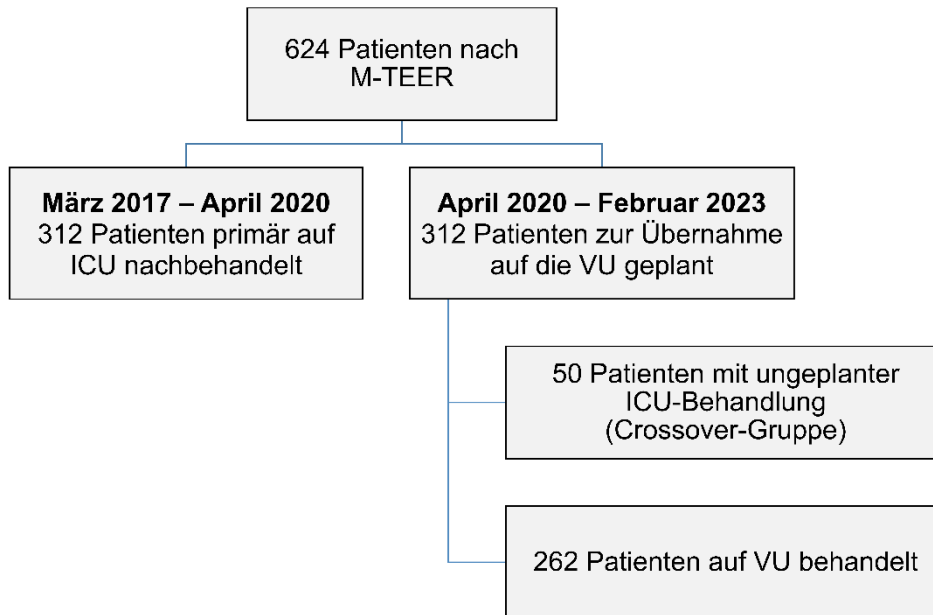 624 Patienten nach
M-TEER
März 2017 – April 2020
312 Patienten primär auf
ICU nachbehandelt
April 2020 – Februar 2023
312 Patienten zur Übernahme
auf die VU geplant
50 Patienten mit ungeplanter
ICU-Behandlung
(Crossover-Gruppe)
262 Patienten auf VU behandelt